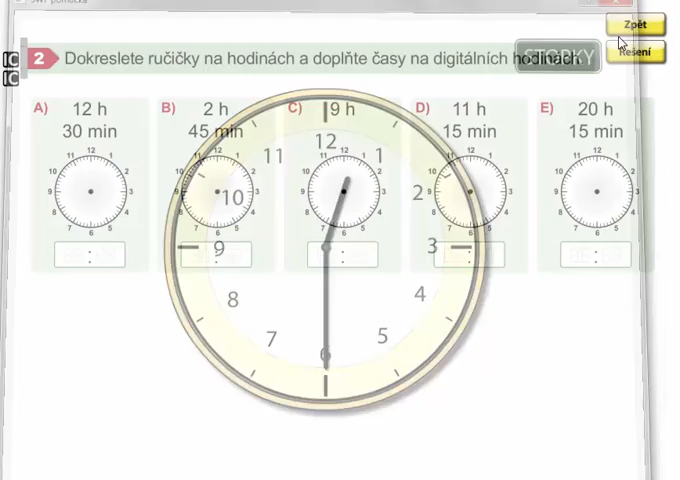 SWF pomůcka
Zpět
Řešení
2 Dokreslete ručičky na hodinách a doplňte časy na digitálních hodinách.
STOPKY
A) 12 h
30 min
B) 2 h
45 min
C) 9 h
D) 11 h
15 min
E) 20 h
15 min
12
1
2
3
4
5
6
7
8
9
10
11